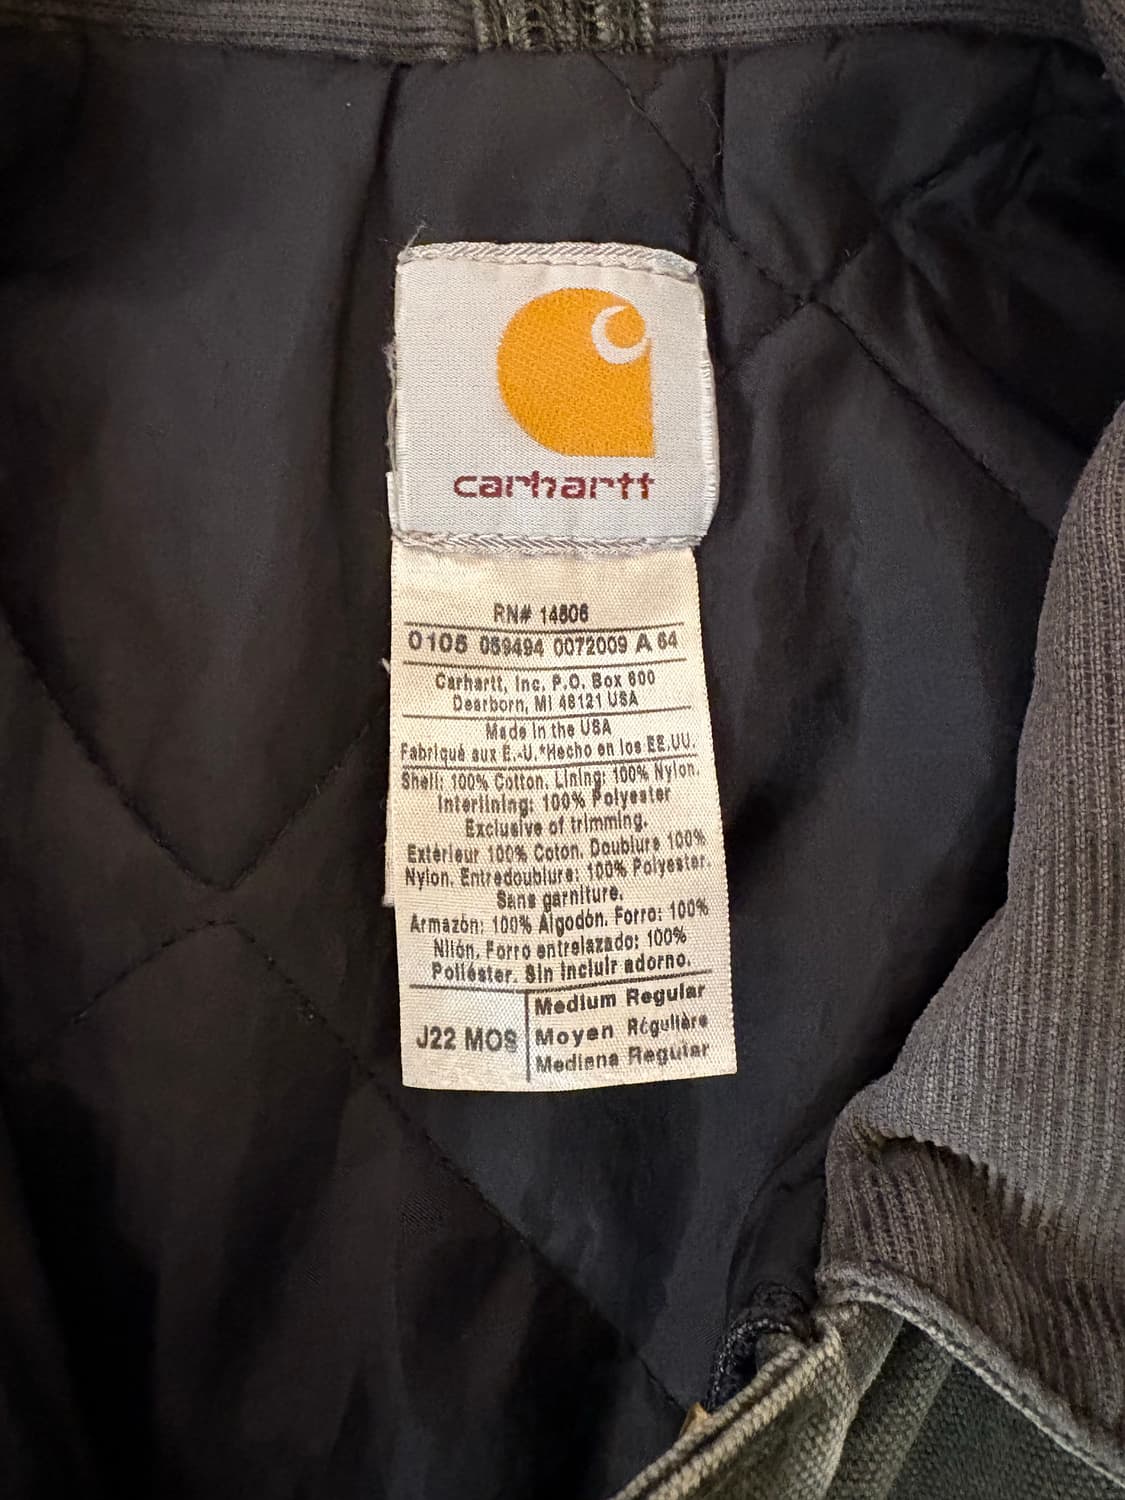 carhartt
RN# 14806
0105 059494 0072009 A 64
Carhartt, Inc. P.O. Box 600
Dearborn, MI 48121 USA
Made in the USA
Fabriqué aux E.-U.*Hecho en los EE.UU.
Shell: 100% Cotton. Lining: 100% Nylon.
Interlining: 100% Polyester
Exclusive of trimming.
Extérieur 100% Coton. Doublure 100%
Nylon. Entredoublure: 100% Polyester.
Sans garniture.
Armazón: 100% Algodón. Forro: 100%
Nilón. Forro entrelazado: 100%
Poliéster. Sin incluir adorno.
J22 MOS
Medium Regular
Moyen Régulière
Mediana Regular